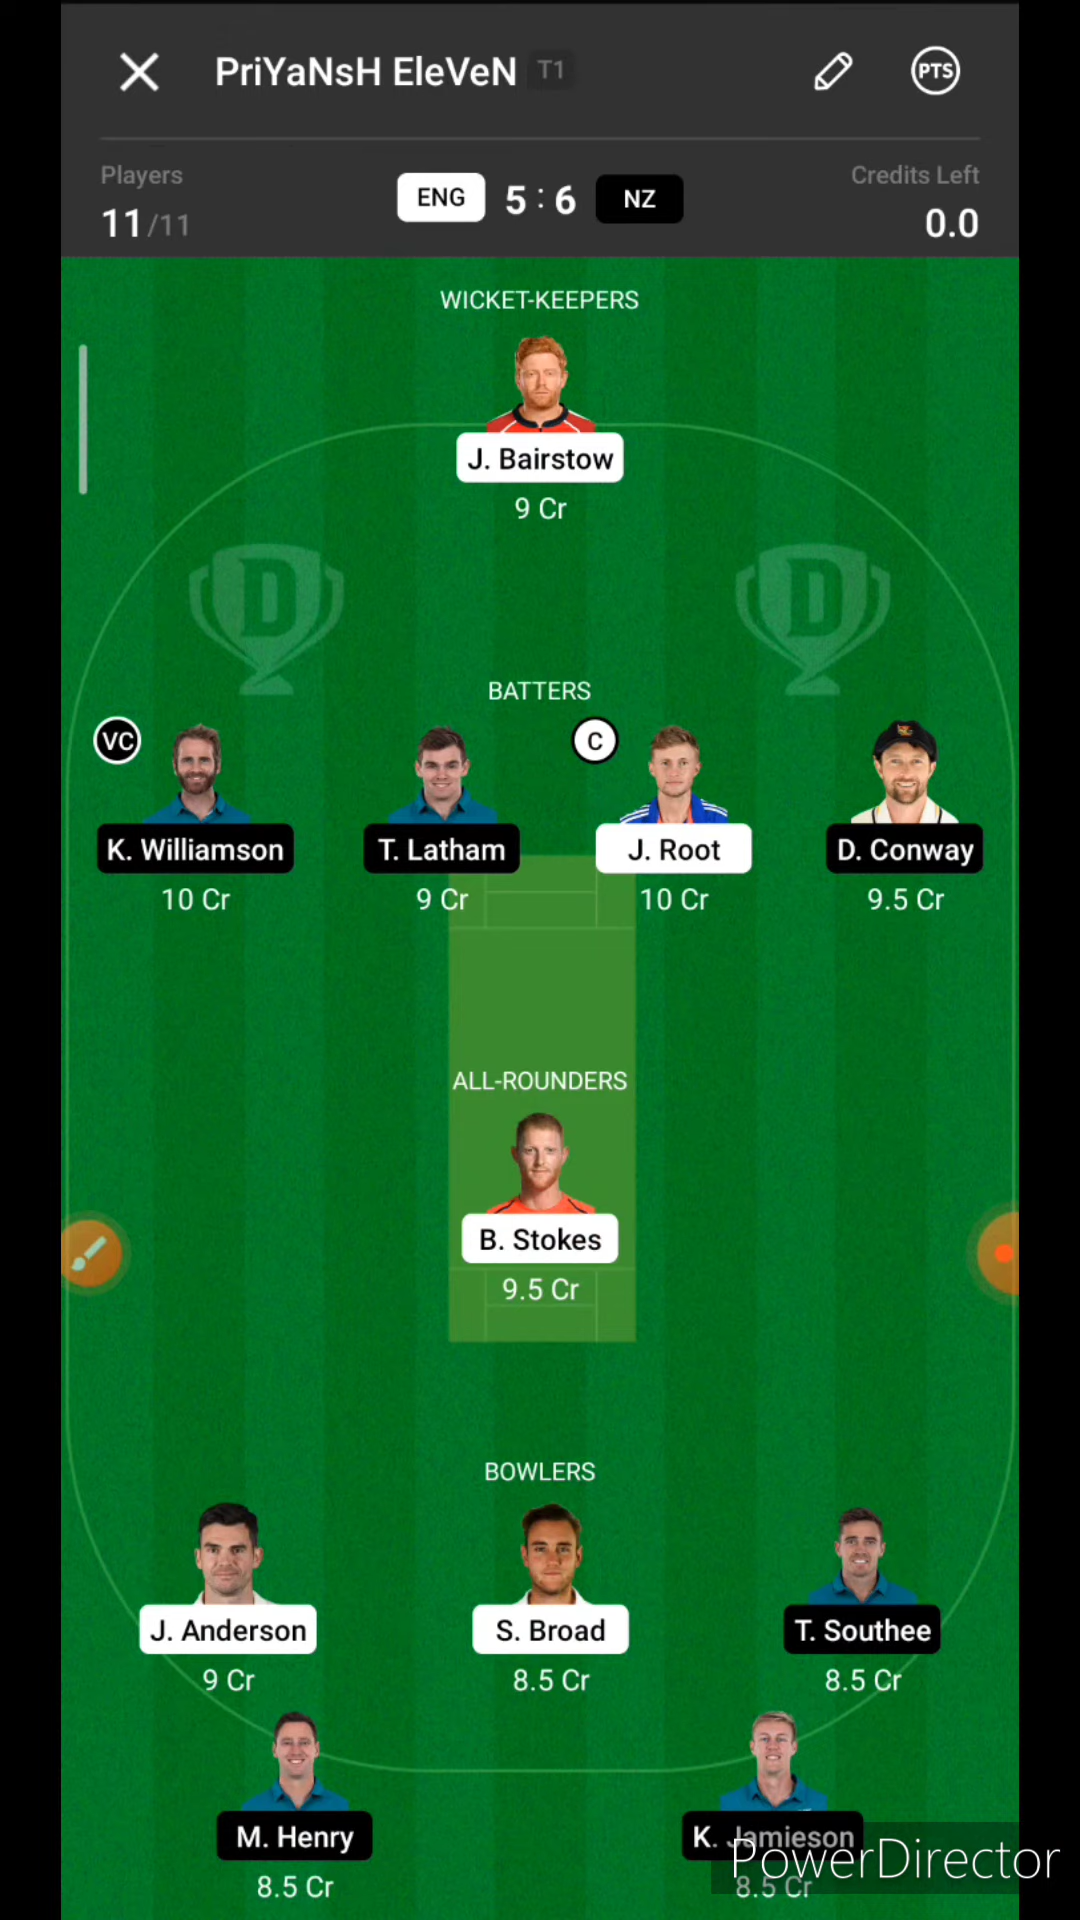 PriYaNsH EleVeN T1
PTS
Players
Credits Left
ENG 5 : 6 NZ
11/11
0.0
WICKET-KEEPERS
J. Bairstow
9 Cr
D D
BATTERS
VC C
K. Williamson T. Latham J. Root D. Conway
10 Cr 9 Cr 10 Cr 9.5 Cr
ALL-ROUNDERS
B. Stokes
9.5 Cr
BOWLERS
J. Anderson S. Broad T. Southee
9 Cr 8.5 Cr 8.5 Cr
M. Henry K. Jamieson
PowerDirector
8.5 Cr 8.5 Cr